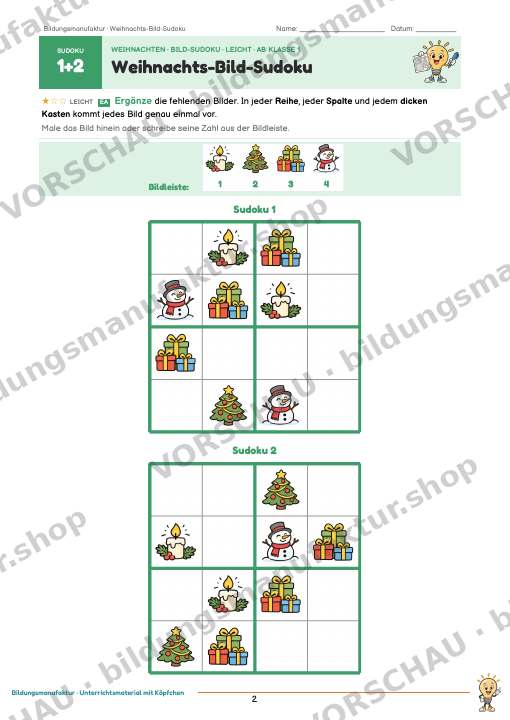 Bildungsmanufaktur · Weihnachts-Bild-Sudoku Name: Datum:
SUDOKU
1+2
WEIHNACHTEN · BILD-SUDOKU · LEICHT · AB KLASSE 1
Weihnachts-Bild-Sudoku
LEICHT EA Ergänze die fehlenden Bilder. In jeder Reihe, jeder Spalte und jedem dicken
Kasten kommt jedes Bild genau einmal vor.
Male das Bild hinein oder schreibe seine Zahl aus der Bildleiste.
Bildleiste: 1 2 3 4
Sudoku 1
Sudoku 2
VORSCHAU · bildungsmanufaktur.shop
Bildungsmanufaktur · Unterrichtsmaterial mit Köpfchen
2